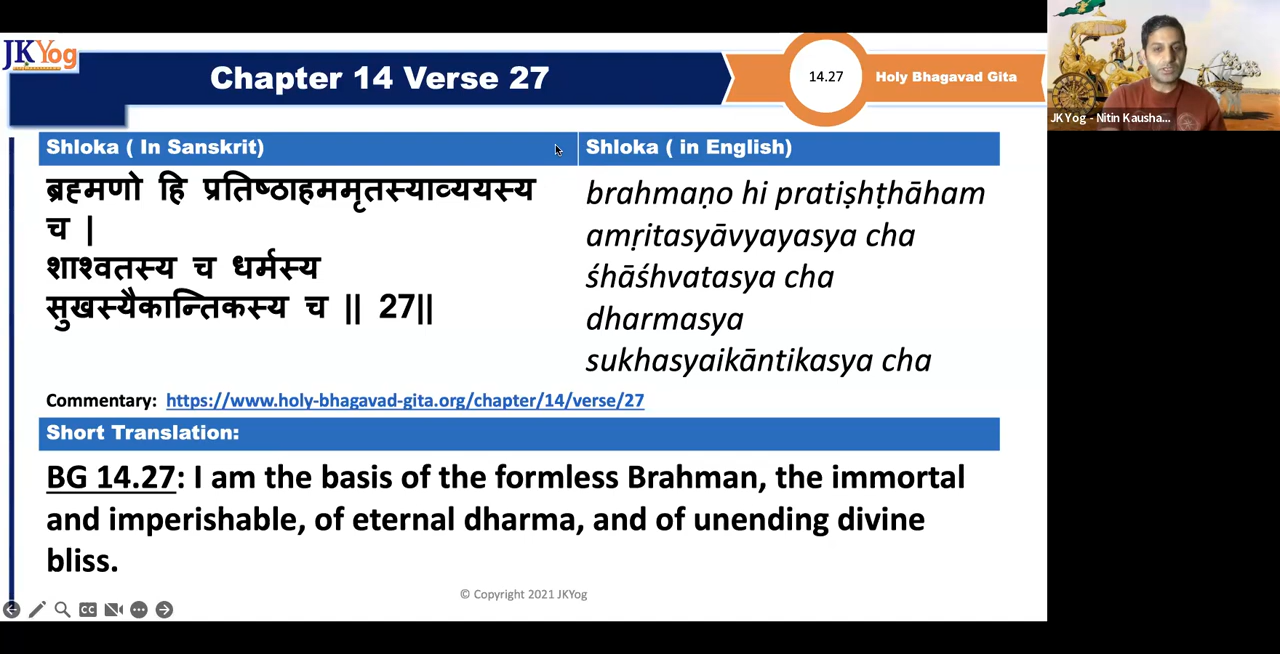 JKYog
Chapter 14 Verse 27
14.27
Holy Bhagavad Gita
JKYog - Nitin Kausha...
Shloka ( In Sanskrit)
ब्रह्मणो हि प्रतिष्ठाहममृतस्याव्ययस्य
च |
शाश्वतस्य च धर्मस्य
सुखस्यैकान्तिकस्य च || 27||
Shloka ( in English)
brahmaṇo hi pratiṣhṭhāham
amṛitasyāvyayasya cha
śhāśhvatasya cha
dharmasya
sukhasyaikāntikasya cha
Commentary: https://www.holy-bhagavad-gita.org/chapter/14/verse/27
Short Translation:
BG 14.27: I am the basis of the formless Brahman, the immortal
and imperishable, of eternal dharma, and of unending divine
bliss.
© Copyright 2021 JKYog
CC